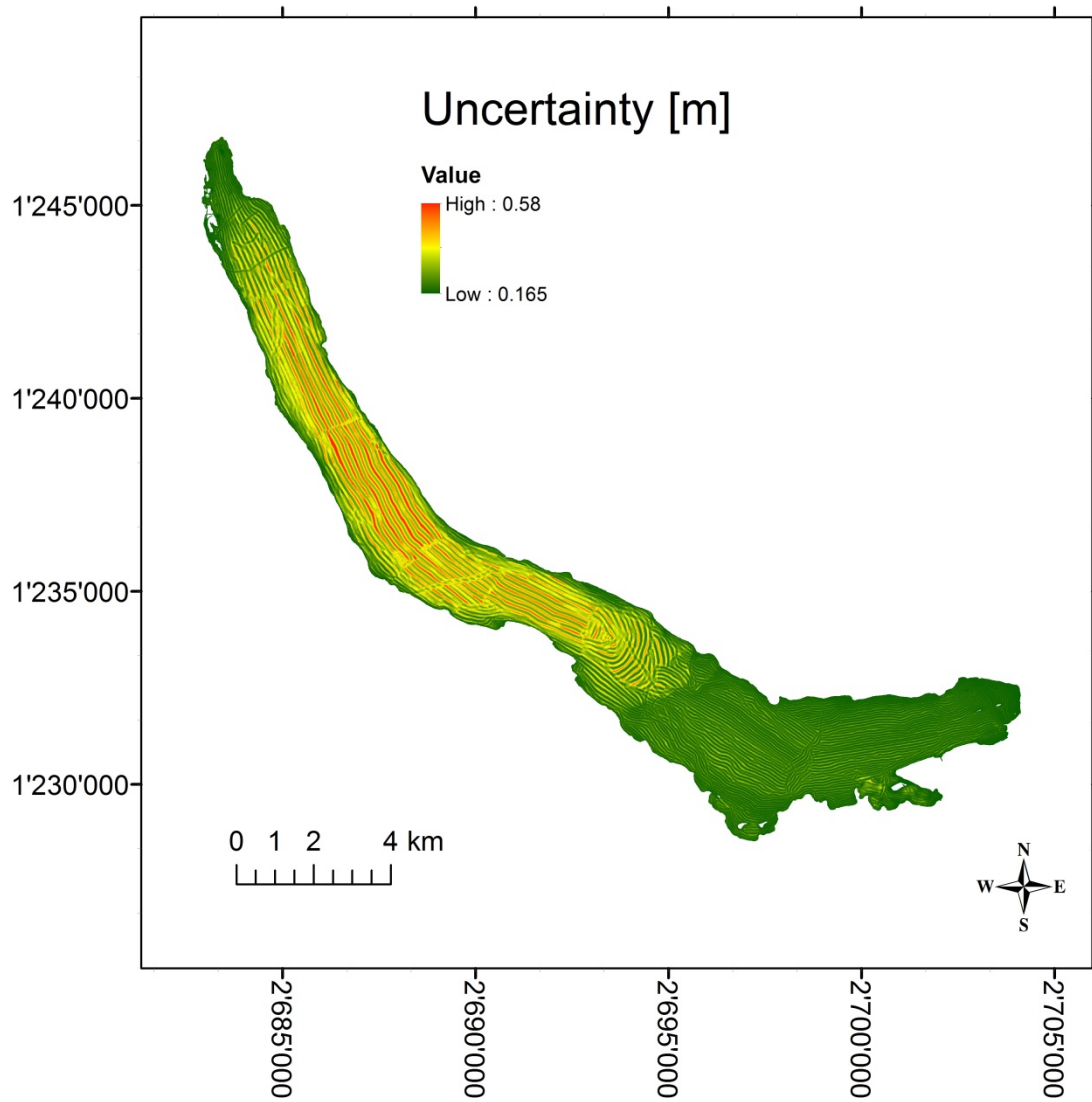 Uncertainty [m]
Value
High : 0.58
Low : 0.165
1'245'000
1'240'000
1'235'000
1'230'000
0 1 2 4 km
N
W E
S
2'685'000
2'690'000
2'695'000
2'700'000
2'705'000